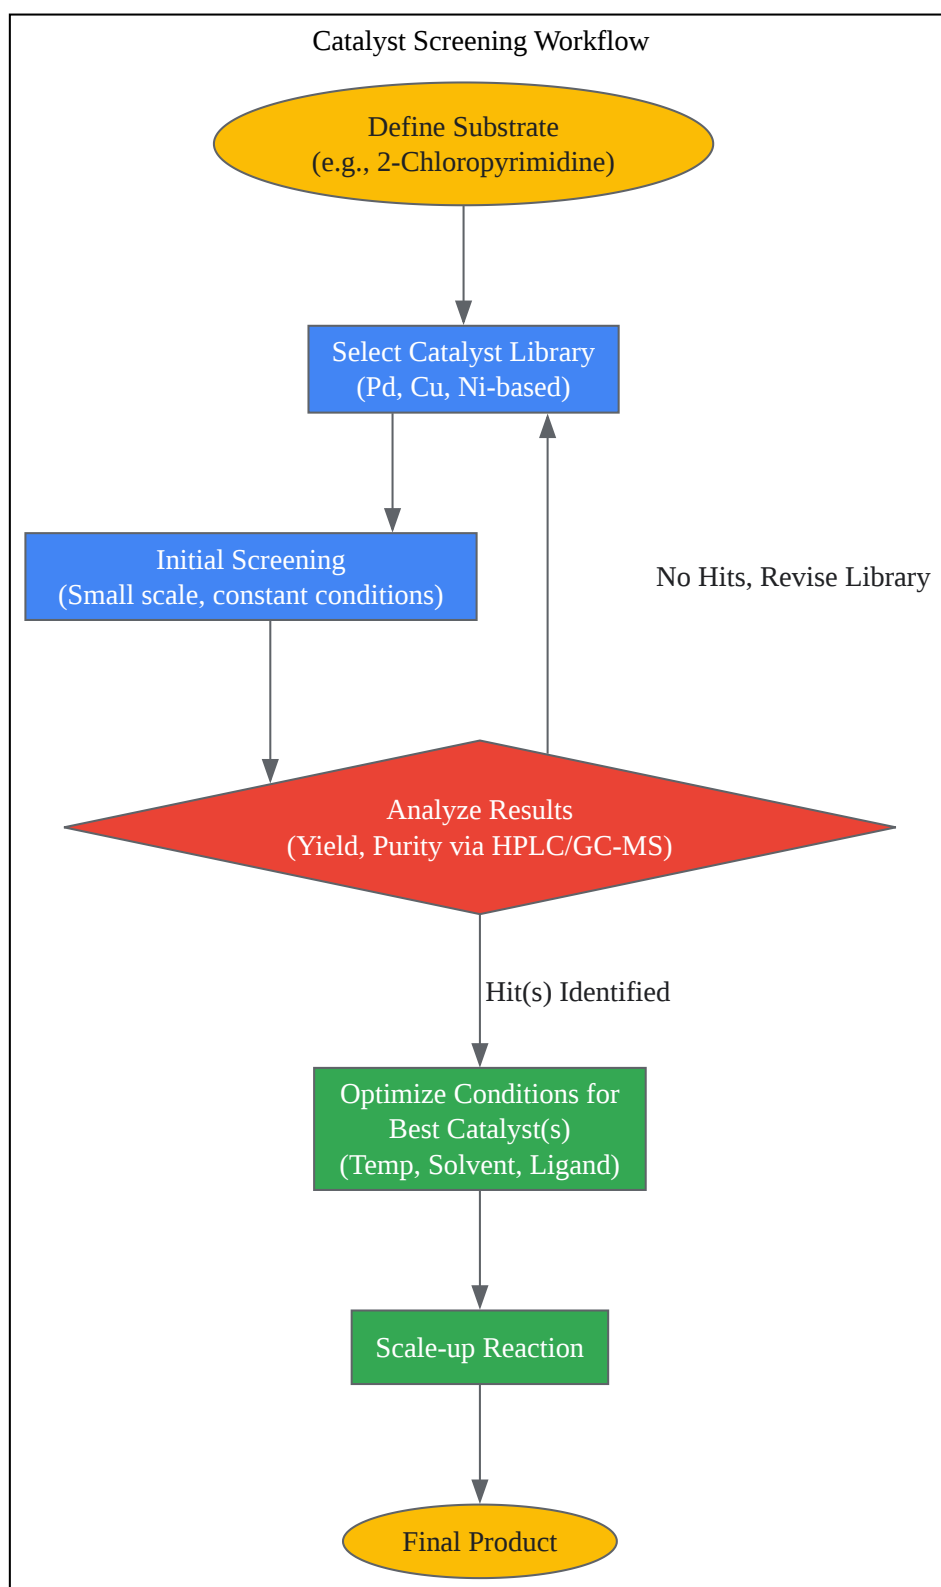 Catalyst Screening Workflow
Define Substrate
(e.g., 2-Chloropyrimidine)
Select Catalyst Library
(Pd, Cu, Ni-based)
Initial Screening
(Small scale, constant conditions)
No Hits, Revise Library
Analyze Results
(Yield, Purity via HPLC/GC-MS)
Hit(s) Identified
Optimize Conditions for
Best Catalyst(s)
(Temp, Solvent, Ligand)
Scale-up Reaction
Final Product